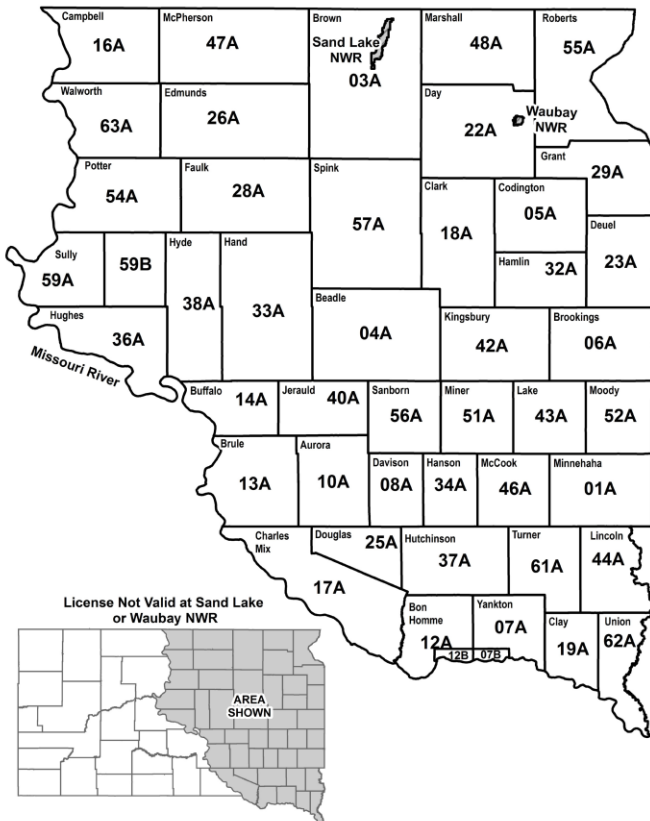 Campbell
16A
McPherson
47A
Brown
Sand Lake
NWR
03A
Marshall
48A
Roberts
55A
Walworth
63A
Edmunds
26A
Day
22A
Waubay
NWR
Grant
29A
Potter
54A
Faulk
28A
Spink
57A
Clark
18A
Codington
05A
Deuel
23A
Sully
59A
59B
Hyde
38A
Hand
33A
Hamlin
32A
Hughes
36A
Beadle
04A
Kingsbury
42A
Brookings
06A
Missouri River
Buffalo
14A
Jerauld
40A
Sanborn
56A
Miner
51A
Lake
43A
Moody
52A
Brule
13A
Aurora
10A
Davison
08A
Hanson
34A
McCook
46A
Minnehaha
01A
Charles
Mix
17A
Douglas
25A
Hutchinson
37A
Turner
61A
Lincoln
44A
Bon
Homme
12A
Yankton
07A
Clay
19A
Union
62A
12B
07B
License Not Valid at Sand Lake
or Waubay NWR
AREA
SHOWN